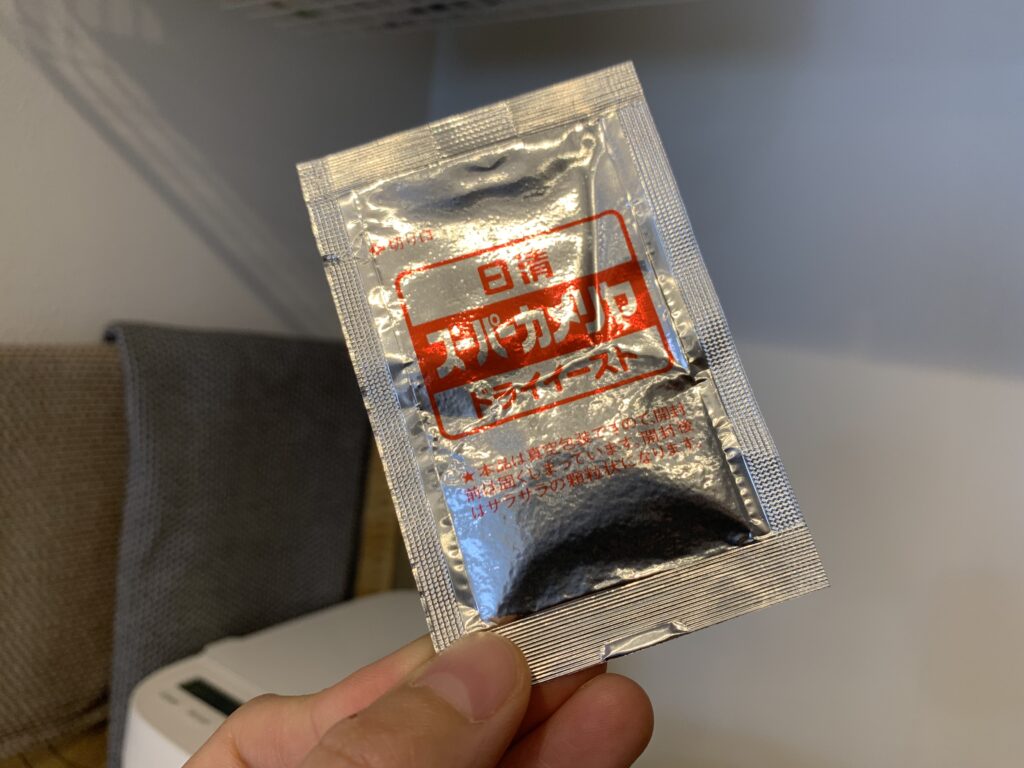 切り口
日清
スーパーカメリヤ
ドライイースト
★本品は真空包装ですので、開封
前は固くしまっています。開封後
はサラサラの顆粒状になります。